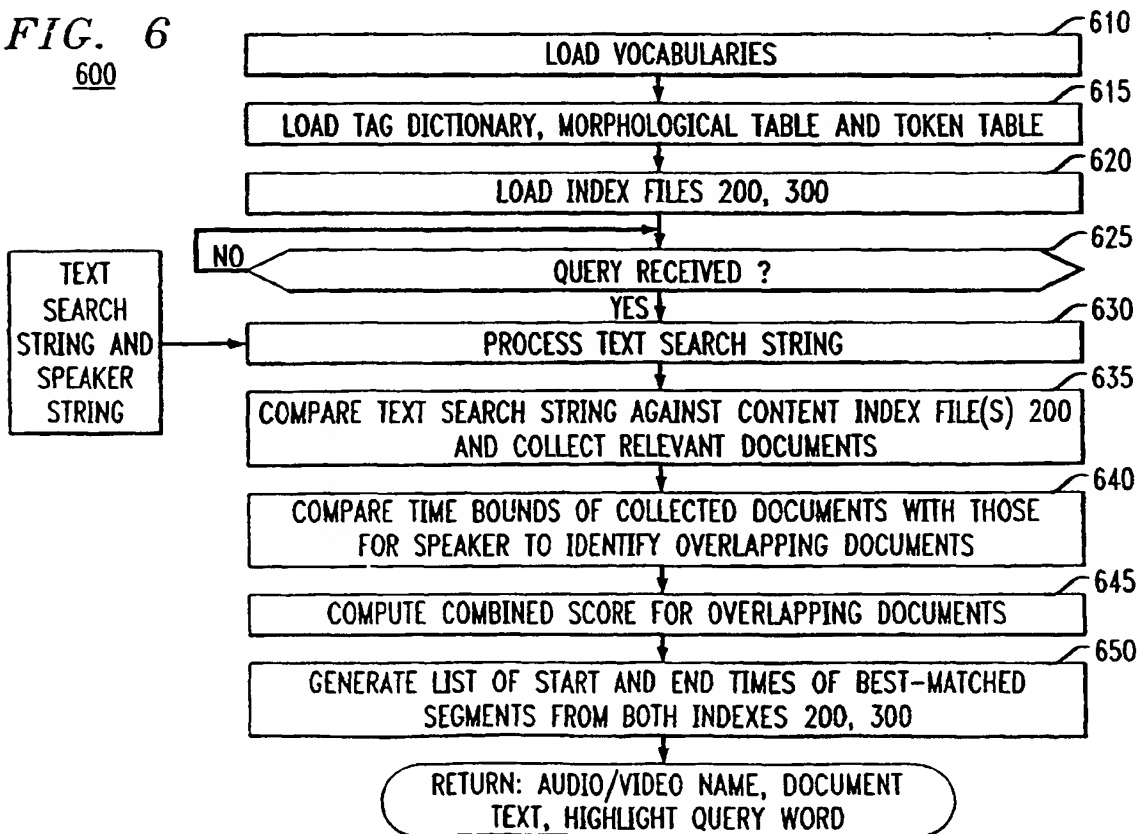 FIG. 6
600
610
LOAD VOCABULARIES
615
LOAD TAG DICTIONARY, MORPHOLOGICAL TABLE AND TOKEN TABLE
620
LOAD INDEX FILES 200, 300
625
NO
QUERY RECEIVED ?
YES
TEXT
SEARCH
STRING AND
SPEAKER
STRING
630
PROCESS TEXT SEARCH STRING
635
COMPARE TEXT SEARCH STRING AGAINST CONTENT INDEX FILE(S) 200
AND COLLECT RELEVANT DOCUMENTS
640
COMPARE TIME BOUNDS OF COLLECTED DOCUMENTS WITH THOSE
FOR SPEAKER TO IDENTIFY OVERLAPPING DOCUMENTS
645
COMPUTE COMBINED SCORE FOR OVERLAPPING DOCUMENTS
650
GENERATE LIST OF START AND END TIMES OF BEST-MATCHED
SEGMENTS FROM BOTH INDEXES 200, 300
RETURN: AUDIO/VIDEO NAME, DOCUMENT
TEXT, HIGHLIGHT QUERY WORD